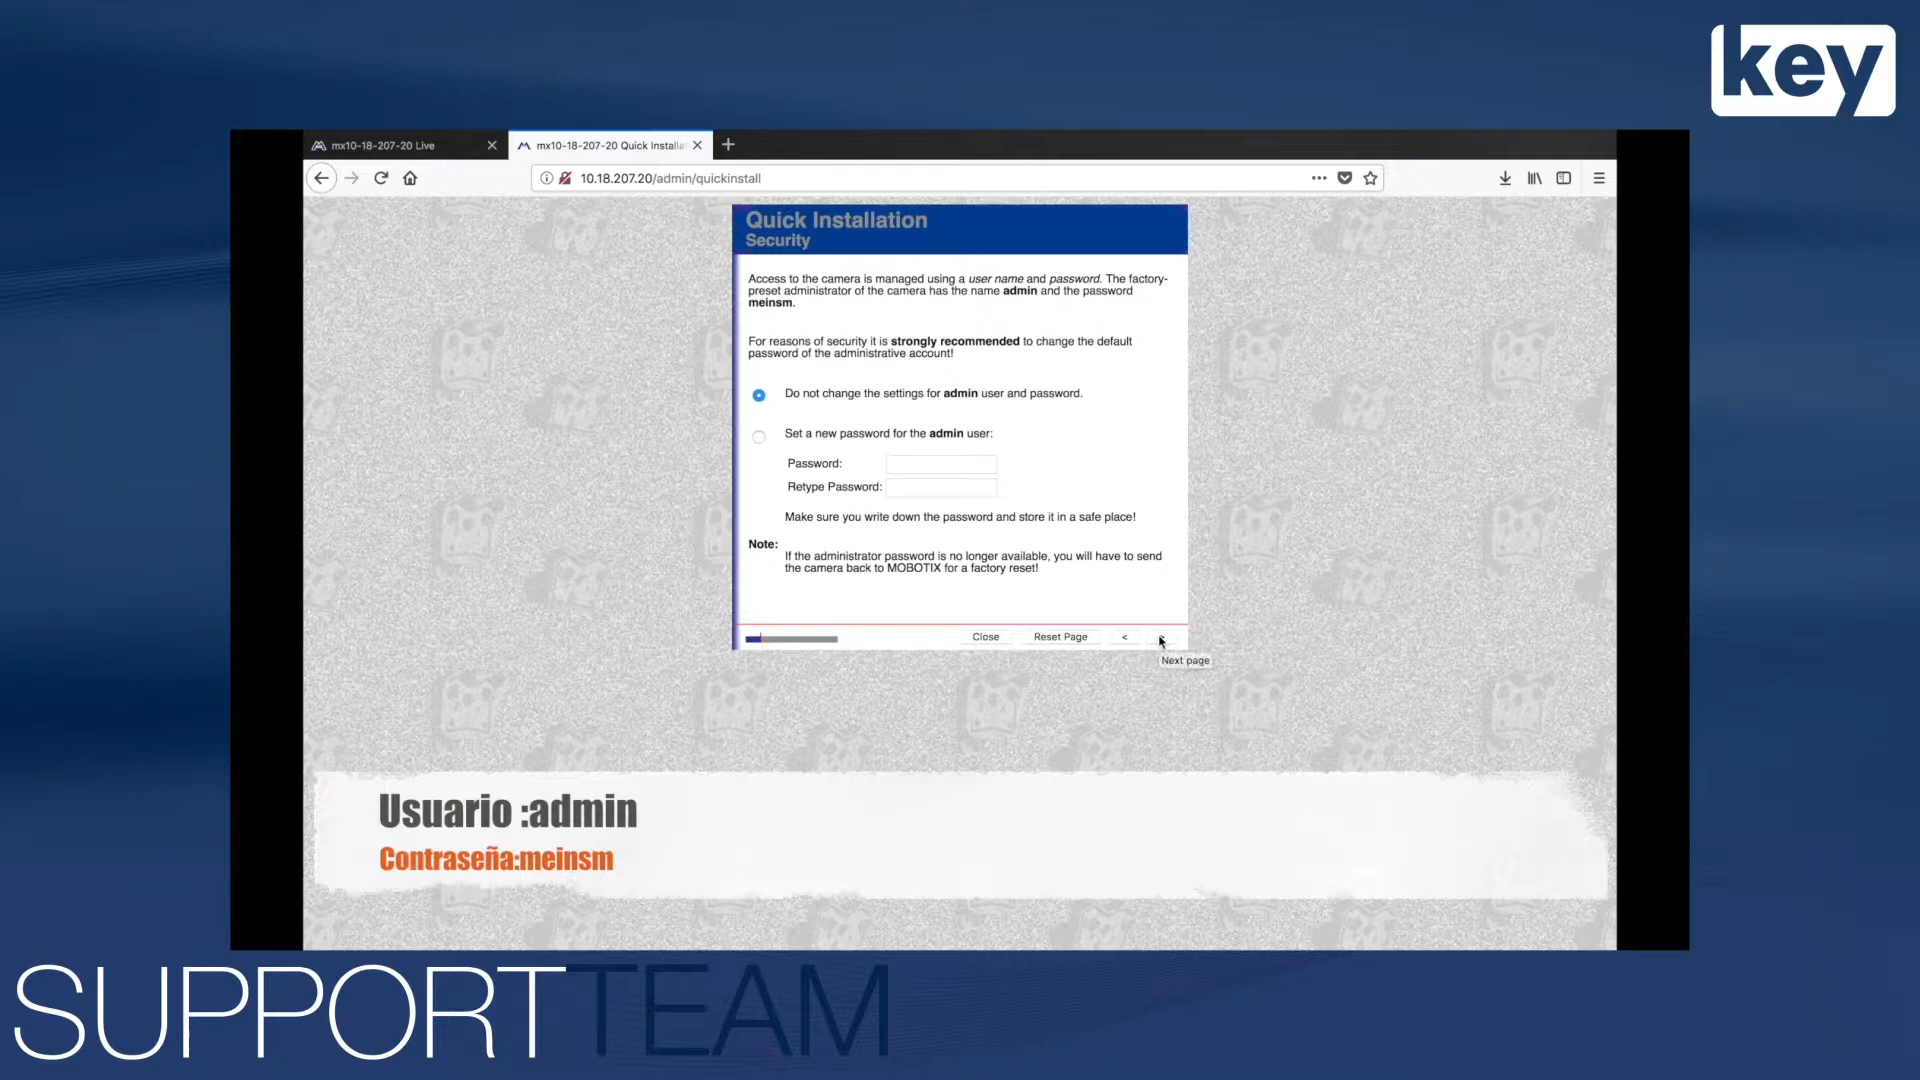 key
mx10-18-207-20 Live
mx10-18-207-20 Quick Installa
10.18.207.20/admin/quickinstall
Quick Installation
Security
Access to the camera is managed using a user name and password. The factory-
preset administrator of the camera has the name admin and the password
meinsm.
For reasons of security it is strongly recommended to change the default
password of the administrative account!
Do not change the settings for admin user and password.
Set a new password for the admin user:
Password:
Retype Password:
Make sure you write down the password and store it in a safe place!
Note:
If the administrator password is no longer available, you will have to send
the camera back to MOBOTIX for a factory reset!
Close Reset Page <
Next page
Usuario :admin
Contraseña:meinsm
SUPPORTTEAM